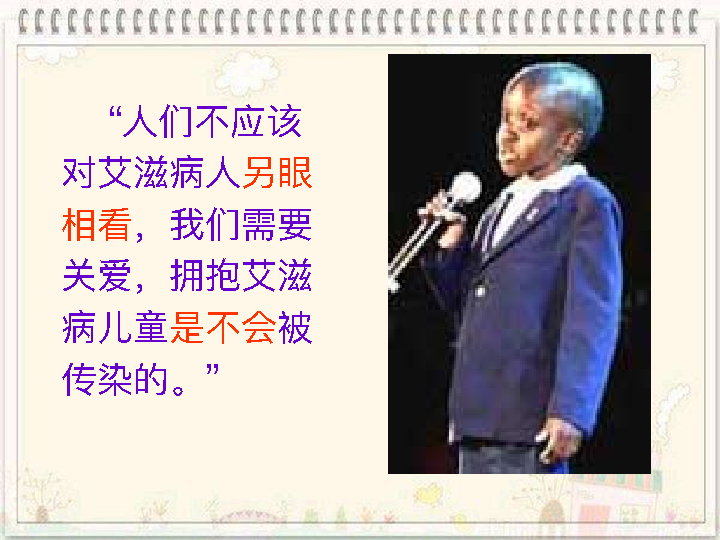 “人们不应该
对艾滋病人另眼
相看，我们需要
关爱，拥抱艾滋
病儿童是不会被
传染的。”